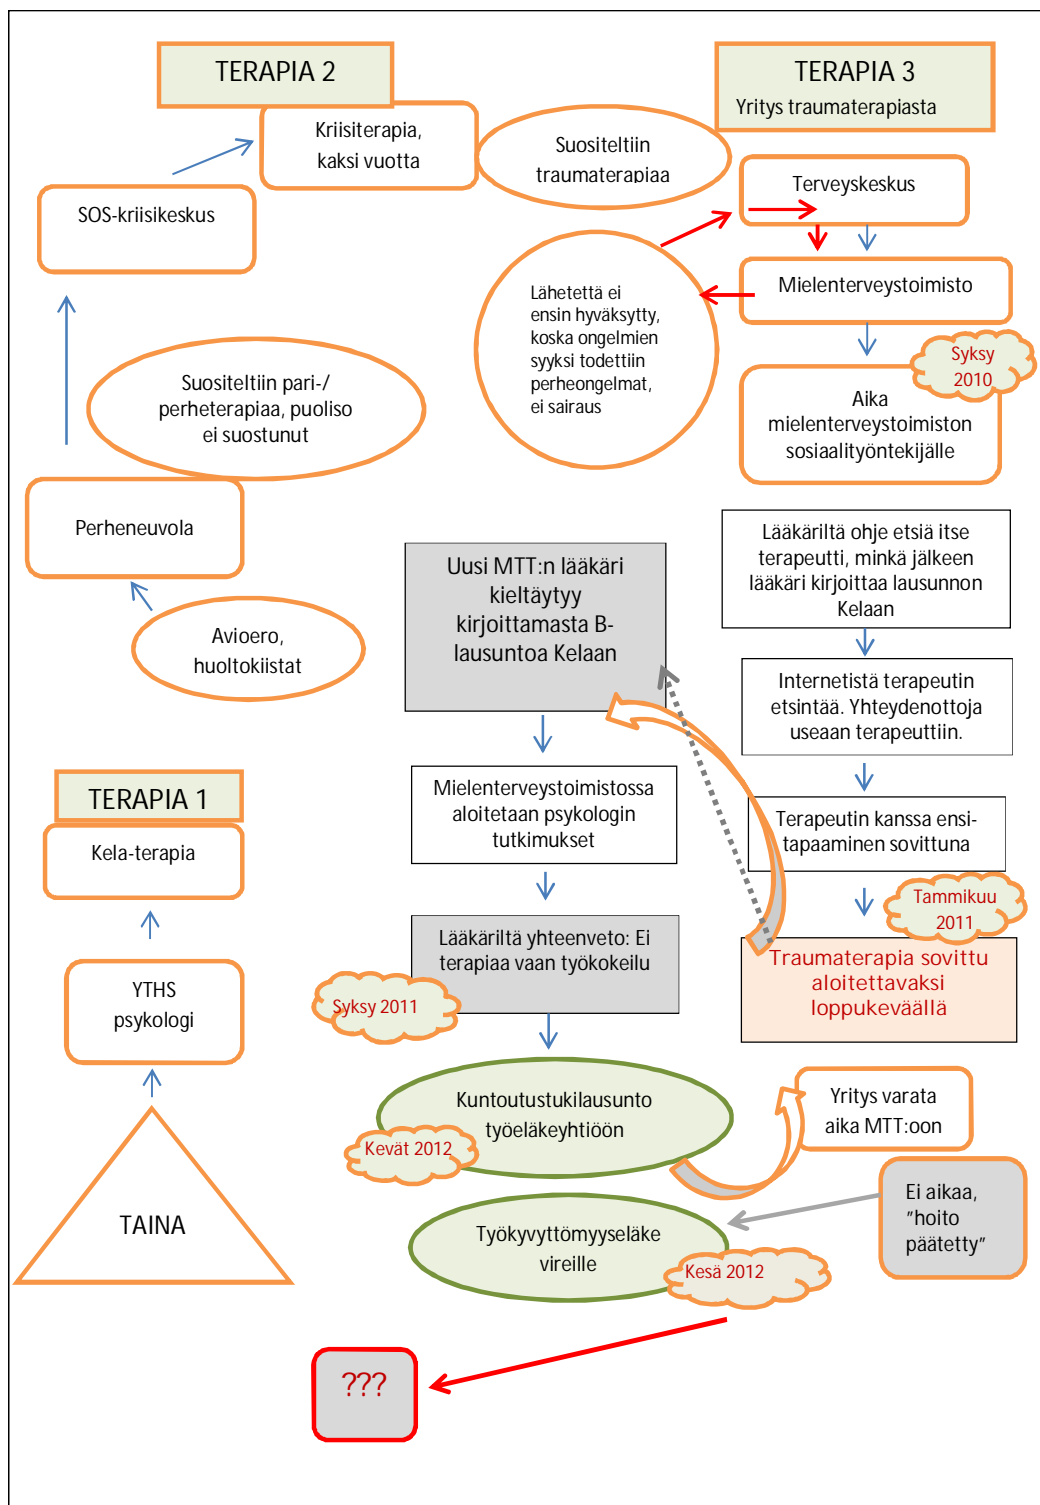 TERAPIA 2
Kriisiterapia,
kaksi vuotta
Suositeltiin
traumaterapiaa
TERAPIA 3
Yritys traumaterapiasta
Terveyskeskus
SOS-kriisikeskus
Mielenterveystoimisto
Lähetettä ei
ensin hyväksytty,
koska ongelmien
syyksi todettiin
perheongelmat,
ei sairaus
Syksy
2010
Aika
mielenterveystoimiston
sosiaalityöntekijälle
Suositeltiin pari-/
perheterapiaa, puoliso
ei suostunut
Perheneuvola
Avioero,
huoltokiistat
Lääkäriltä ohje etsiä itse
terapeutti, minkä jälkeen
lääkäri kirjoittaa lausunnon
Kelaan
Uusi MTT:n lääkäri
kieltäytyy
kirjoittamasta B-
lausuntoa Kelaan
Internetistä terapeutin
etsintää. Yhteydenottoja
useaan terapeuttiin.
TERAPIA 1
Kela-terapia
Mielenterveystoimistossa
aloitetaan psykologin
tutkimukset
Terapeutin kanssa ensi-
tapaaminen sovittuna
Tammikuu
2011
Lääkäriltä yhteenveto: Ei
terapiaa vaan työkokeilu
Syksy 2011
Traumaterapia sovittu
aloitettavaksi
loppukeväällä
YTHS
psykologi
Kuntoutustukilausunto
työeläkeyhtiöön
Kevät 2012
Yritys varata
aika MTT:oon
Ei aikaa,
”hoito
päätetty”
TAINA
Työkyvyttömyyseläke
vireille
Kesä 2012
???